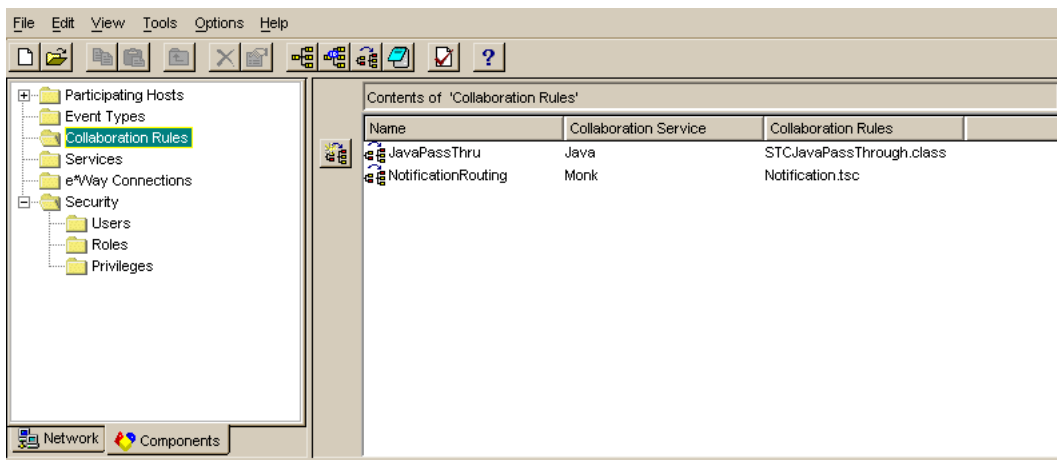 File Edit View Tools Options Help
?
Participating Hosts
Event Types
Collaboration Rules
Services
e*Way Connections
Security
Users
Roles
Privileges
Network Components
Contents of 'Collaboration Rules'
Name Collaboration Service Collaboration Rules
JavaPassThru Java STCJavaPassThrough.class
NotificationRouting Monk Notification.tsc